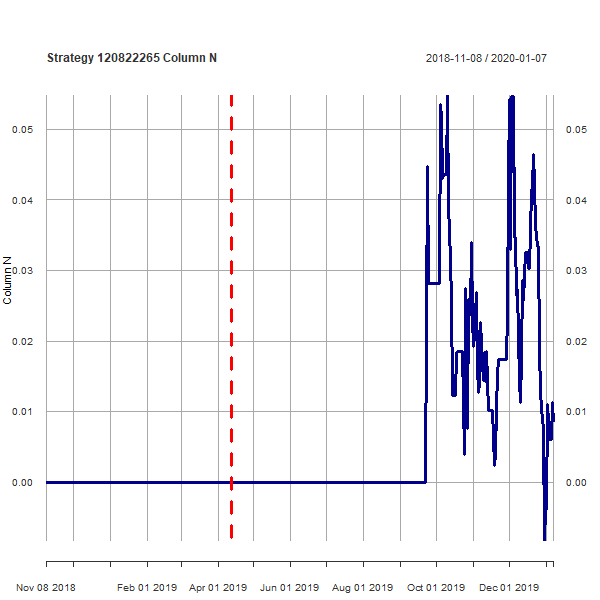 Strategy 120822265 Column N
2018-11-08 / 2020-01-07
0.05
0.05
0.04
0.04
0.03
0.03
0.02
0.02
0.01
0.01
0.00
0.00
Column N
Nov 08 2018
Feb 01 2019
Apr 01 2019
Jun 01 2019
Aug 01 2019
Oct 01 2019
Dec 01 2019